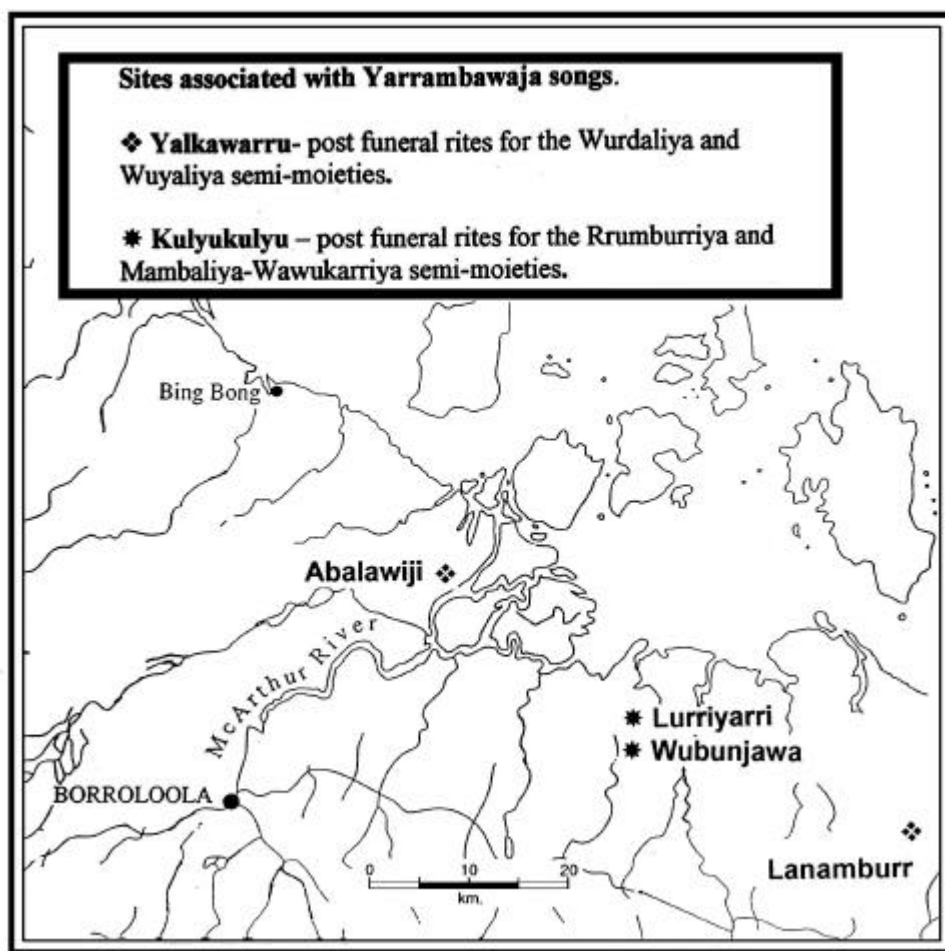 Sites associated with Yarrambawaja songs.
❖ Yalkawarru- post funeral rites for the Wurdaliya and
Wuyaliya semi-moieties.
✷ Kulyukulyu – post funeral rites for the Rrumburriya and
Mambaliya-Wawukarriya semi-moieties.
Bing Bong
Abalawiji
McArthur River
Lurriyarri
Wubunjawa
BORROLOOLA
Lanamburr
0 10 20
km.